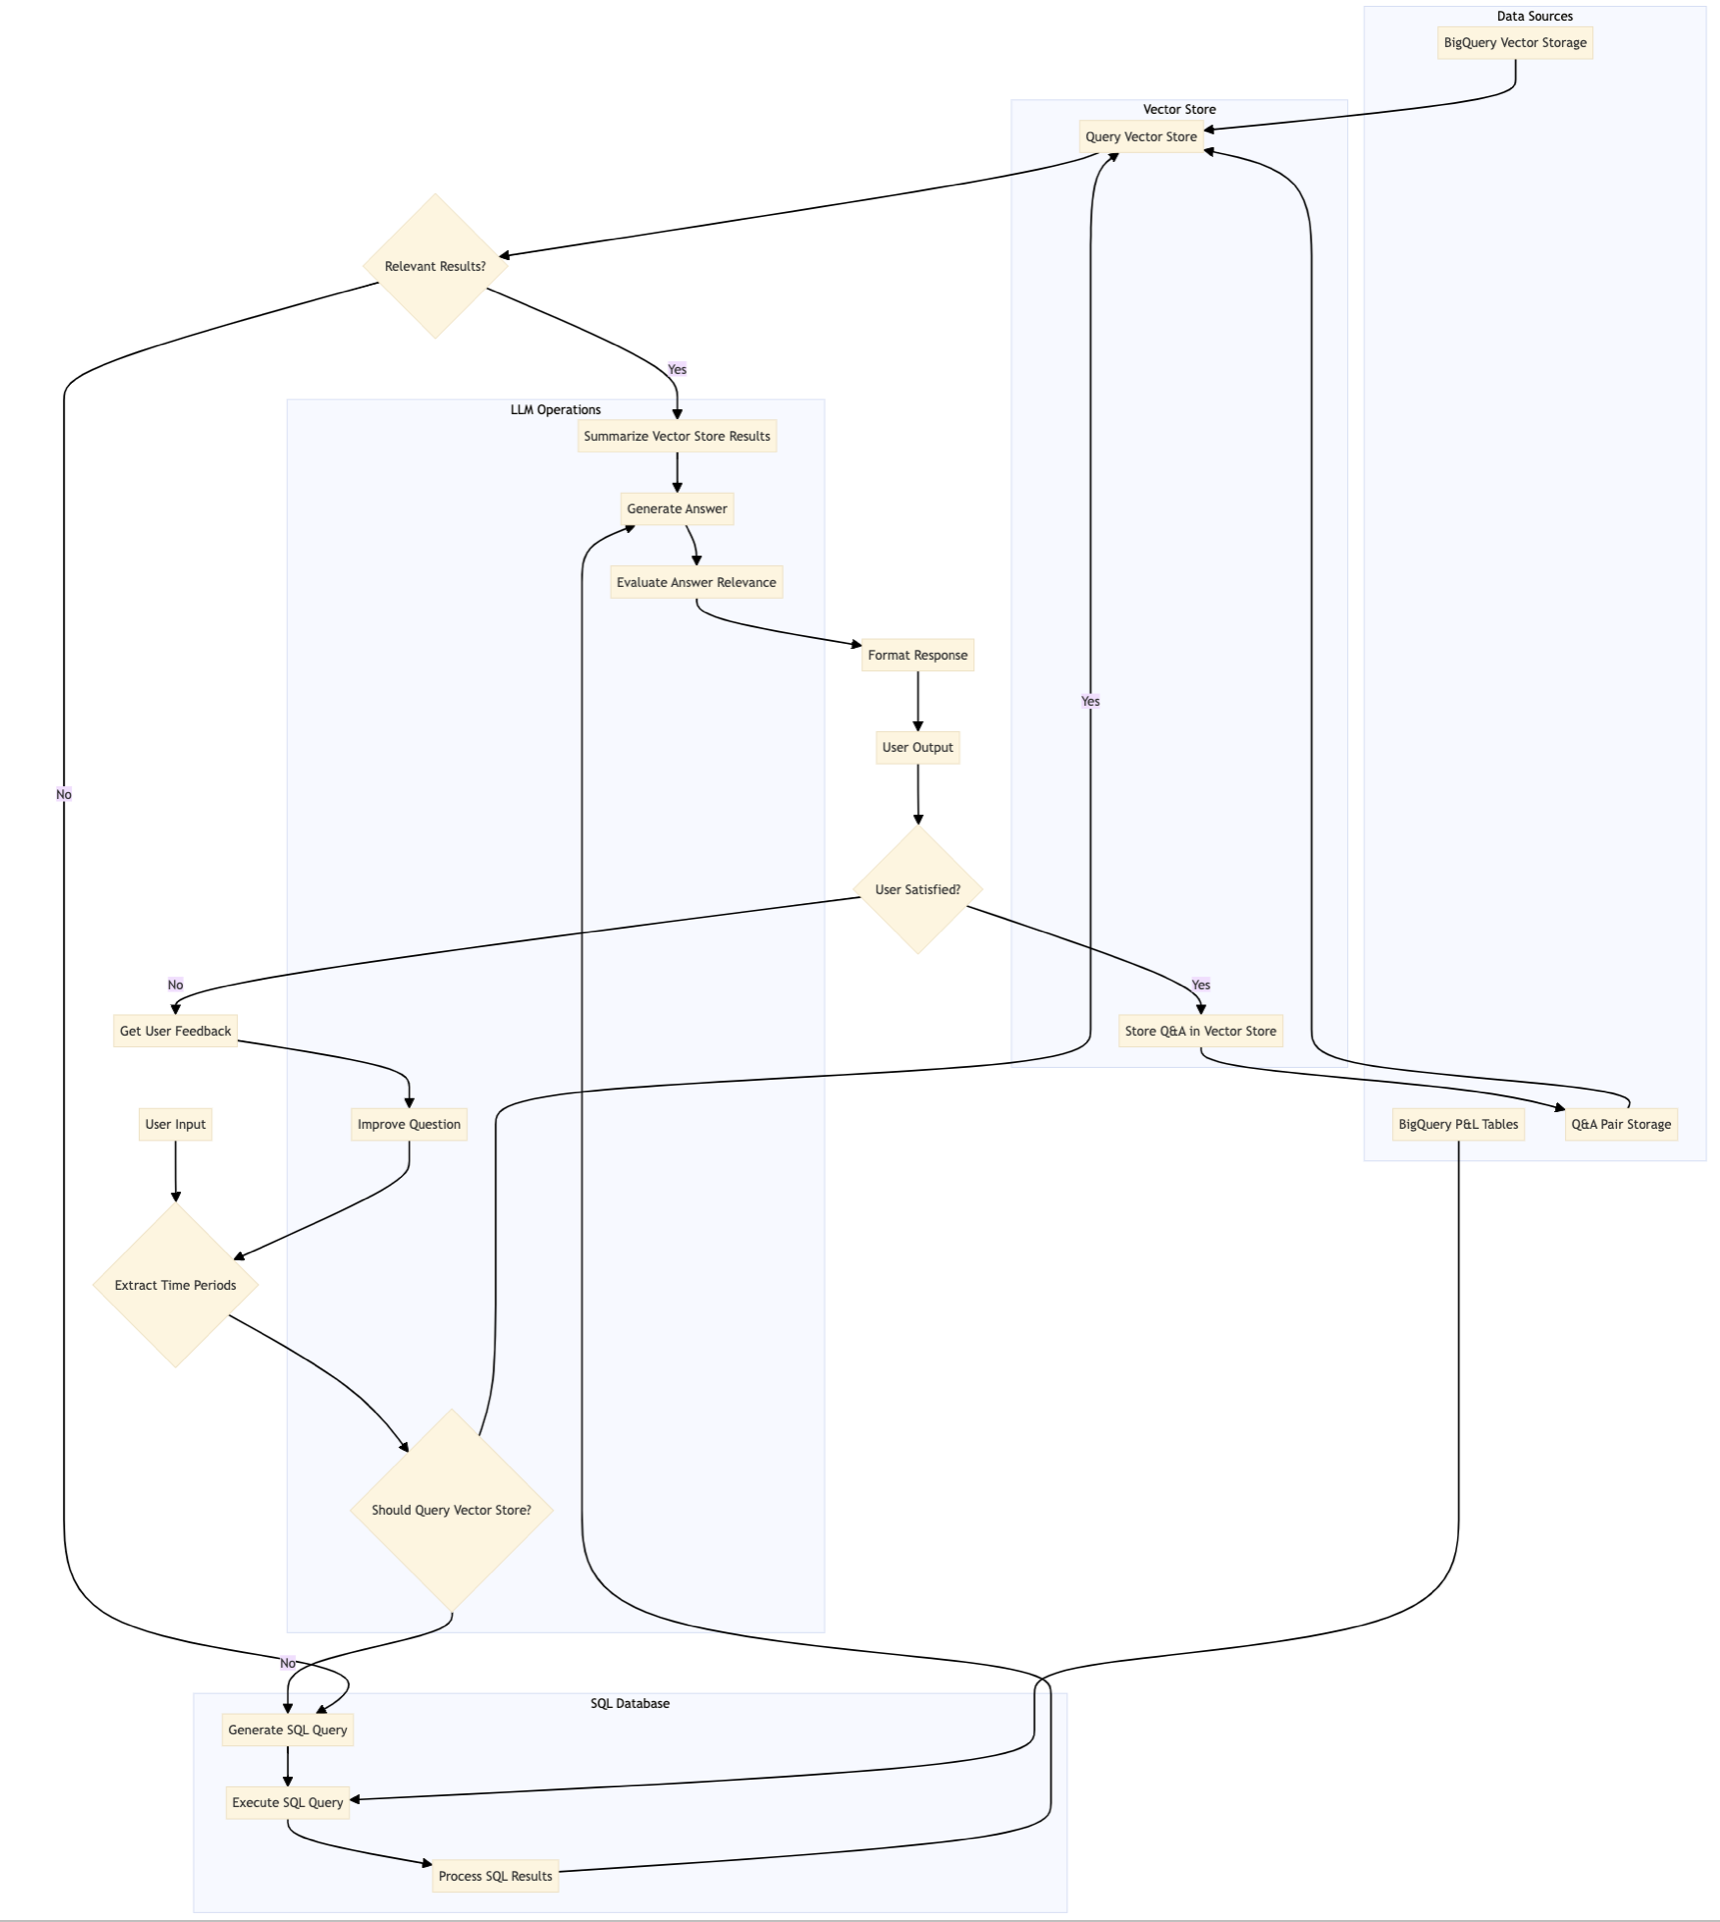 Data Sources
BigQuery Vector Storage
Vector Store
Query Vector Store
Relevant Results?
Yes
LLM Operations
Summarize Vector Store Results
Generate Answer
Evaluate Answer Relevance
Format Response
Yes
User Output
No
User Satisfied?
No
Yes
Get User Feedback
Store Q&A in Vector Store
User Input
Improve Question
BigQuery P&L Tables
Q&A Pair Storage
Extract Time Periods
Should Query Vector Store?
No
SQL Database
Generate SQL Query
Execute SQL Query
Process SQL Results